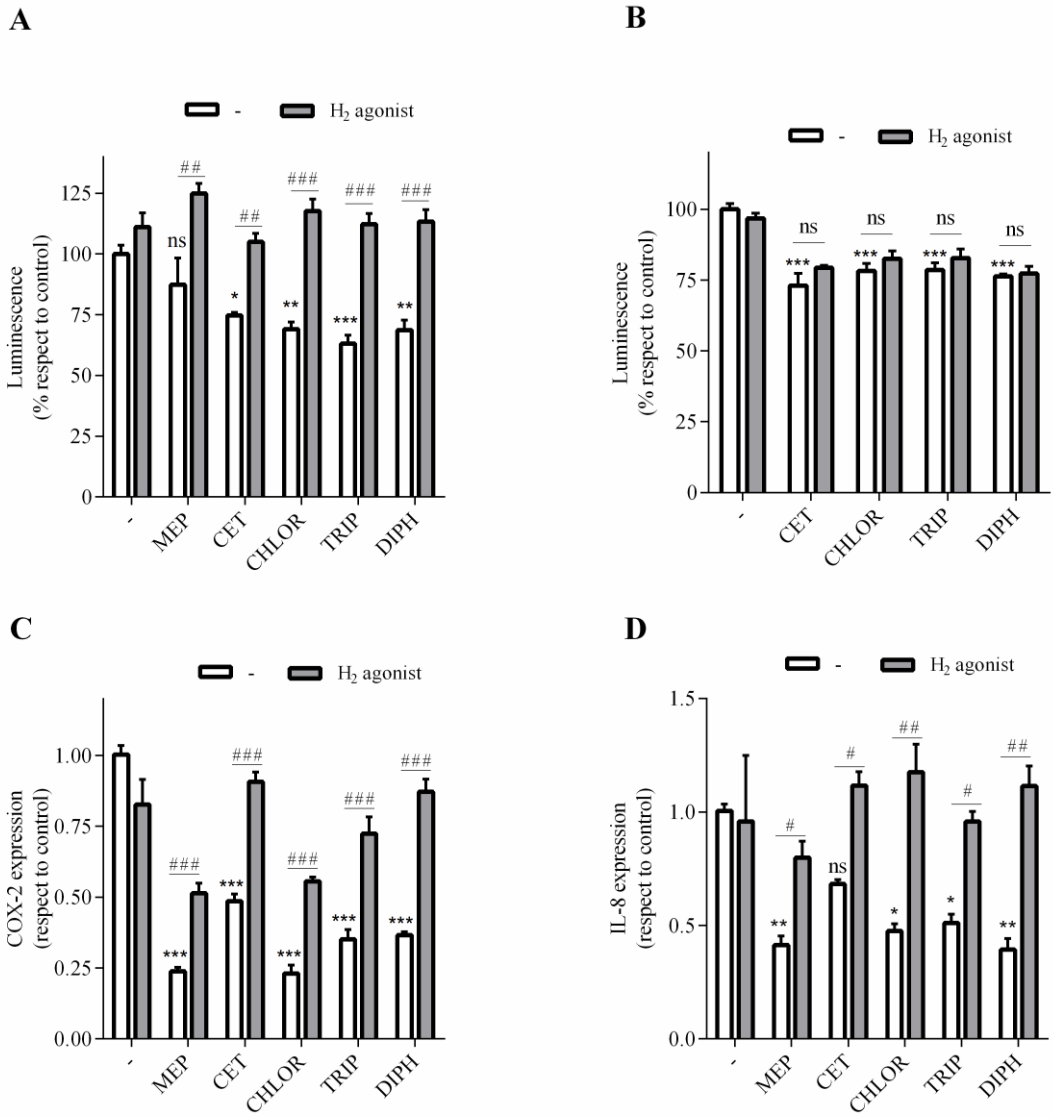 A
- H₂ agonist
Luminescence
(% respect to control)
125
100
75
50
25
0
##
ns
##
*
###
**
###
***
###
**
- MEP CET CHLOR TRIP DIPH
B
- H₂ agonist
Luminescence
(% respect to control)
100
75
50
25
0
ns
***
ns
***
ns
***
ns
***
- CET CHLOR TRIP DIPH
C
- H₂ agonist
COX-2 expression
(respect to control)
1.00
0.75
0.50
0.25
0.00
###
***
###
***
###
***
###
***
###
***
- MEP CET CHLOR TRIP DIPH
D
- H₂ agonist
IL-8 expression
(respect to control)
1.5
1.0
0.5
0.0
#
**
#
ns
##
*
#
*
##
**
- MEP CET CHLOR TRIP DIPH